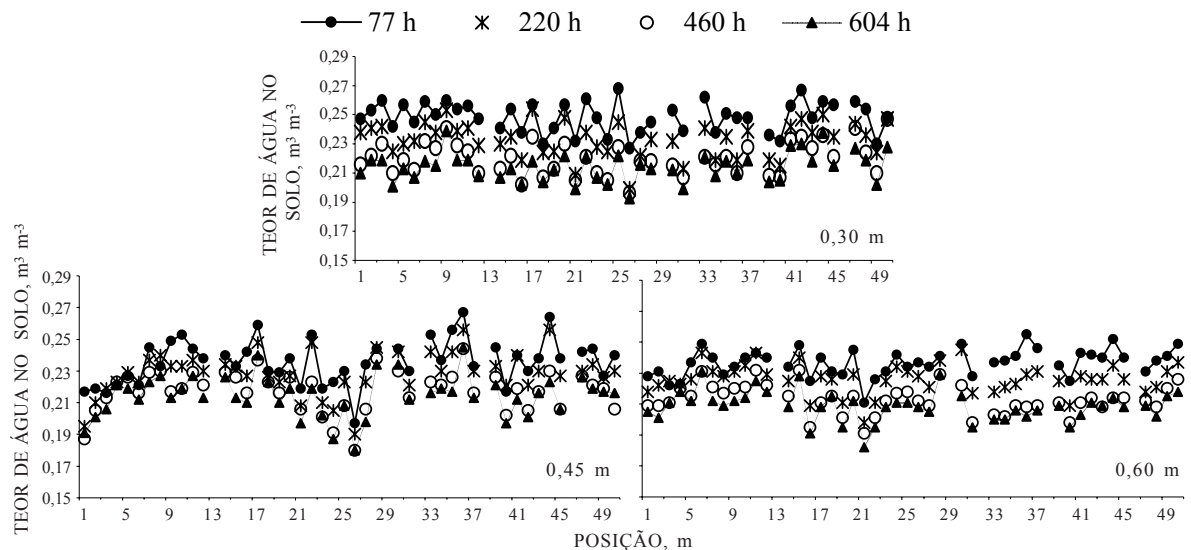 77 h 220 h 460 h 604 h
TEOR DE ÁGUA NO
SOLO, m³ m⁻³
0,29
0,27
0,25
0,23
0,21
0,19
0,17
0,15
1 5 9 13 17 21 25 29 33 37 41 45 49
0,30 m
TEOR DE ÁGUA NO SOLO, m³ m⁻³
0,29
0,27
0,25
0,23
0,21
0,19
0,17
0,15
1 5 9 13 17 21 25 29 33 37 41 45 49
0,45 m
1 5 9 13 17 21 25 29 33 37 41 45 49
0,60 m
POSIÇÃO, m